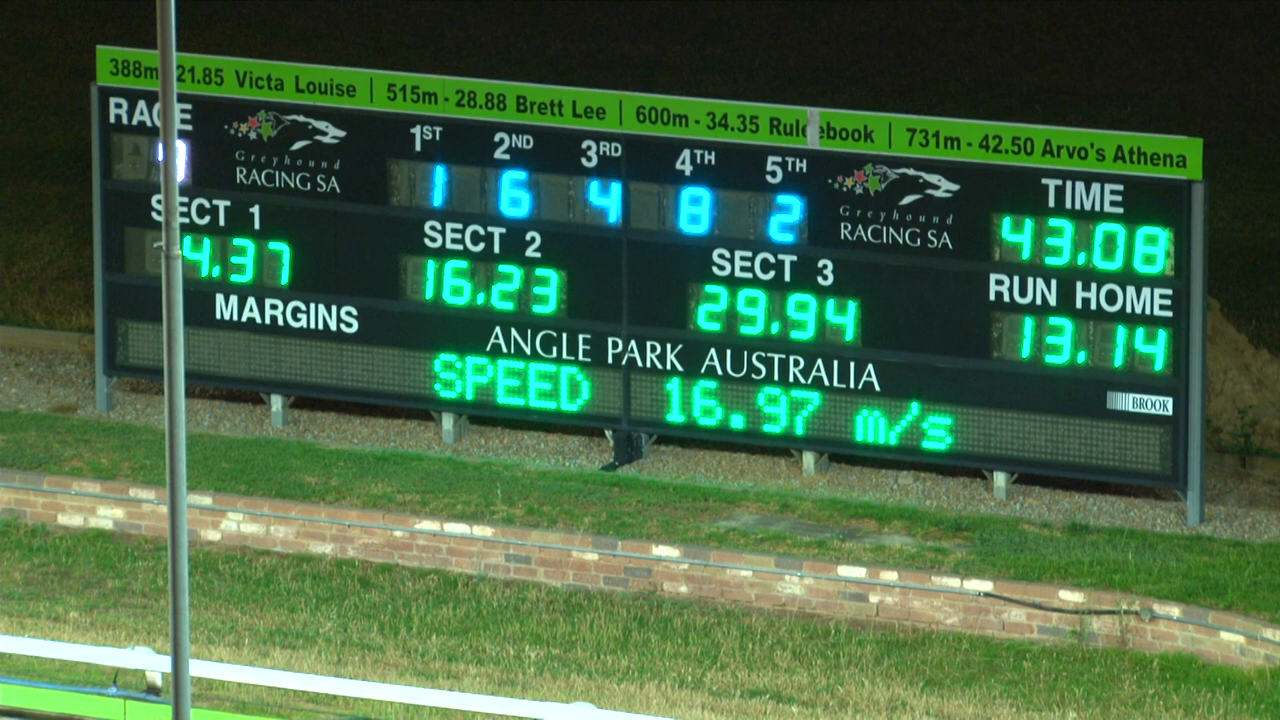 388m 21.85 Victa Louise | 515m - 28.88 Brett Lee | 600m - 34.35 Rulebook | 731m - 42.50 Arvo's Athena
RACE
Greyhound
RACING SA
1ST 2ND 3RD 4TH 5TH
1 6 4 8 2
Greyhound
RACING SA
TIME
43.08
SECT 1
4.37
SECT 2
16.23
SECT 3
29.94
RUN HOME
13.14
MARGINS
ANGLE PARK AUSTRALIA
SPEED 16.97 m/s
BROOK